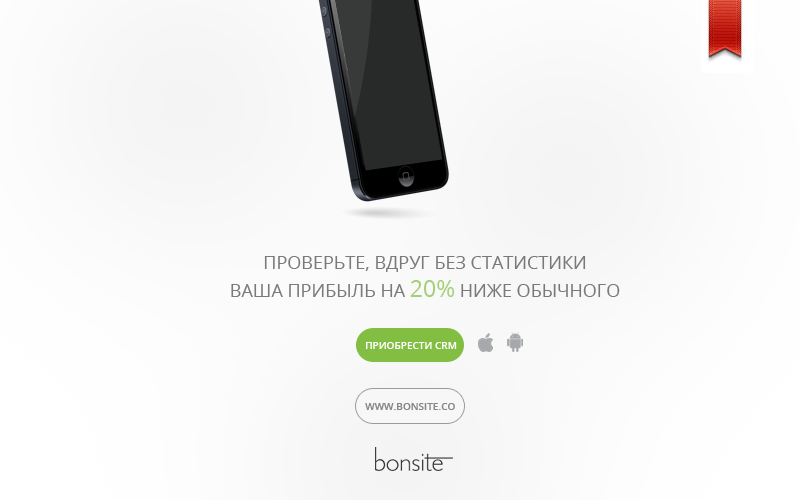 ПРОВЕРЬТЕ, ВДРУГ БЕЗ СТАТИСТИКИ
ВАША ПРИБЫЛЬ НА 20% НИЖЕ ОБЫЧНОГО
ПРИОБРЕСТИ CRM
WWW.BONSITE.CO
bonsite